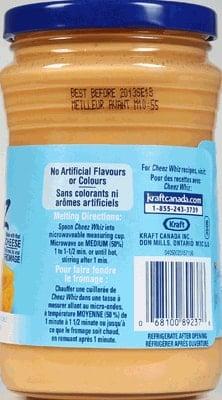 BEST BEFORE 2013SE18
MEILLEUR AVANT M10-55
No Artificial Flavours
or Colours
Sans colorants ni
arômes artificiels
Melting Directions:
Spoon Cheez Whiz into
microwavable measuring cup.
Microwave on MEDIUM (50%)
1 to 1-1/2 min. or until hot,
stirring after 1 min.
Pour faire fondre
le fromage :
Chauffer une cuillerée de
Cheez Whiz dans une tasse à
mesurer allant au micro-ondes,
à température MOYENNE (50 %) de
1 minute à 1 1/2 minute ou jusqu'à
ce que le fromage soit chaud,
en remuant après 1 minute.
For Cheez Whiz recipes, visit:
Pour des recettes avec
Cheez Whiz:
kraftcanada.com
1-855-243-3739
Kraft
KRAFT CANADA INC.
DON MILLS, ONTARIO
0 68100 89237
REFRIGERATE AFTER OPENING
RÉFRIGÉRER APRÈS OUVERTURE
CHEESE
FROMAGE